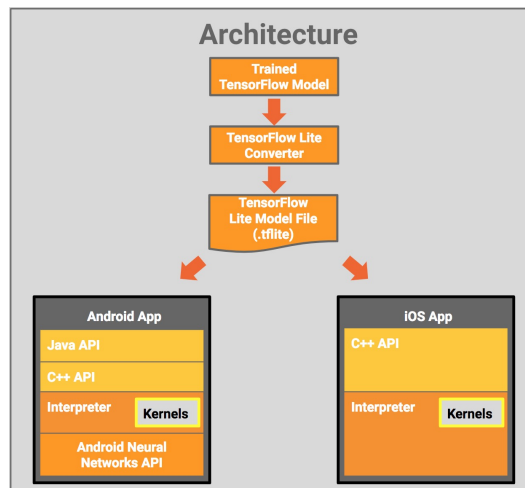 Architecture
Trained
TensorFlow Model
TensorFlow Lite
Converter
TensorFlow
Lite Model File
(.tflite)
Android App
Java API
C++ API
Interpreter
Kernels
Android Neural
Networks API
iOS App
C++ API
Interpreter
Kernels